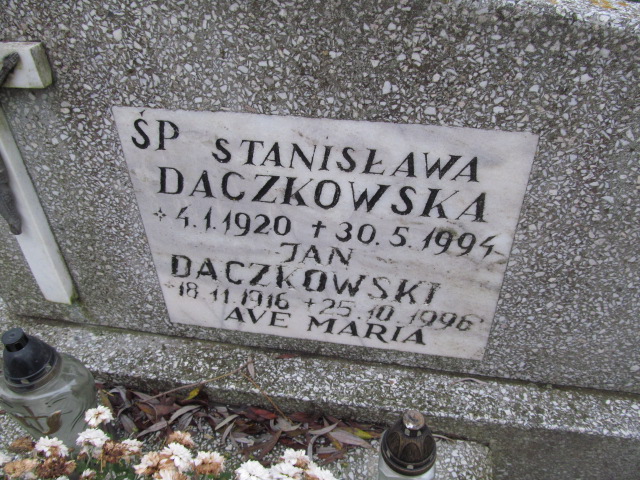 ŚP STANISŁAWA
DACZKOWSKA
*4.1.1920 +30.5.1994
JAN
DACZKOWSKI
*18.11.1916 +25.10.1996
AVE MARIA